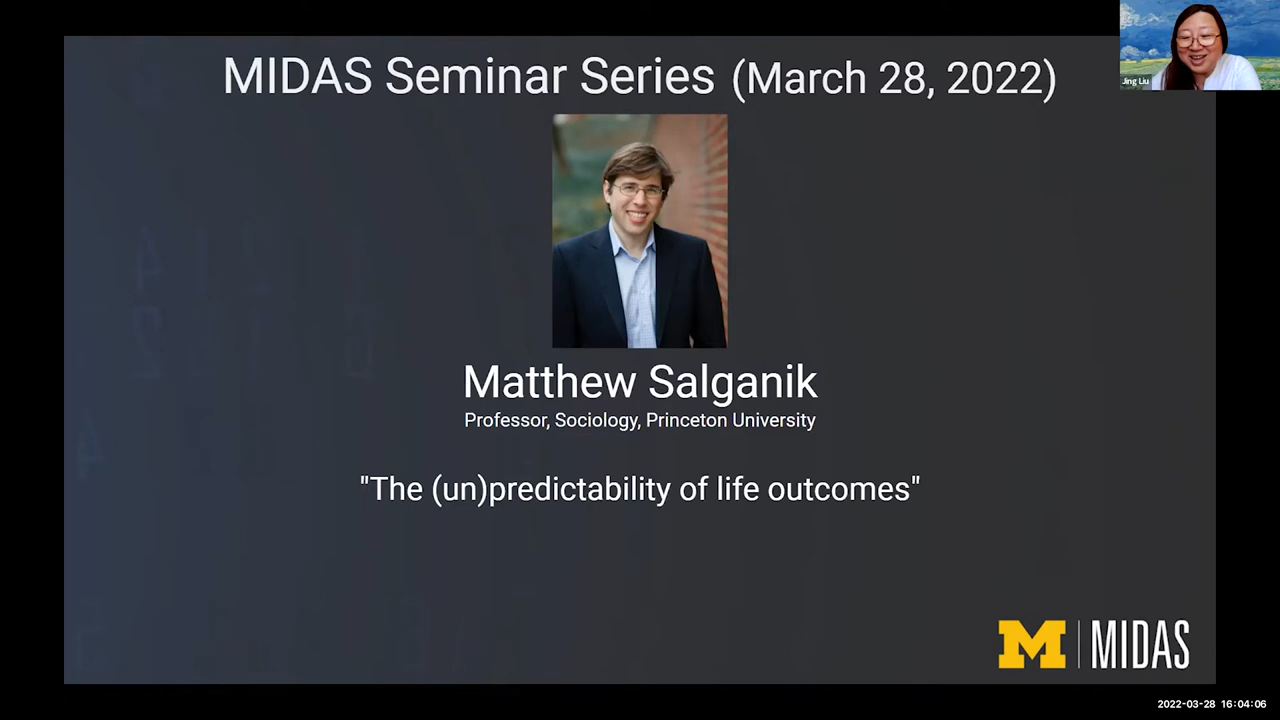 MIDAS Seminar Series (March 28, 2022)
Jing Liu
Matthew Salganik
Professor, Sociology, Princeton University
"The (un)predictability of life outcomes"
M | MIDAS
2022-03-28 16:04:06